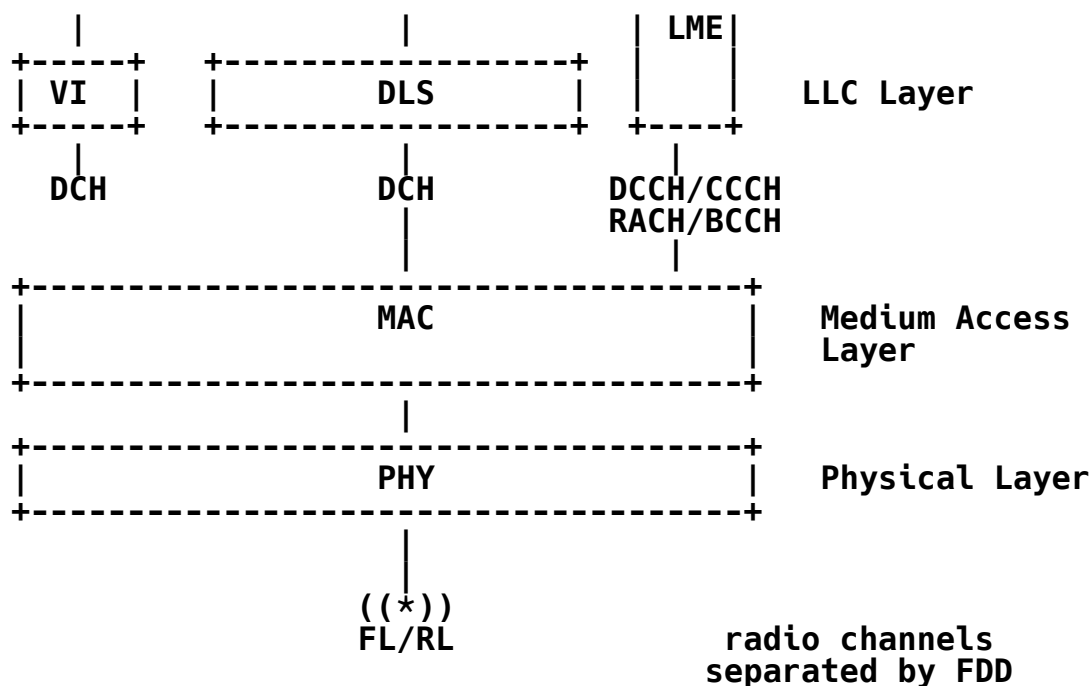 LME
VI DLS LLC Layer
DCH DCH DCCH/CCCH
RACH/BCCH
MAC Medium Access
Layer
PHY Physical Layer
((*))
FL/RL radio channels
separated by FDD